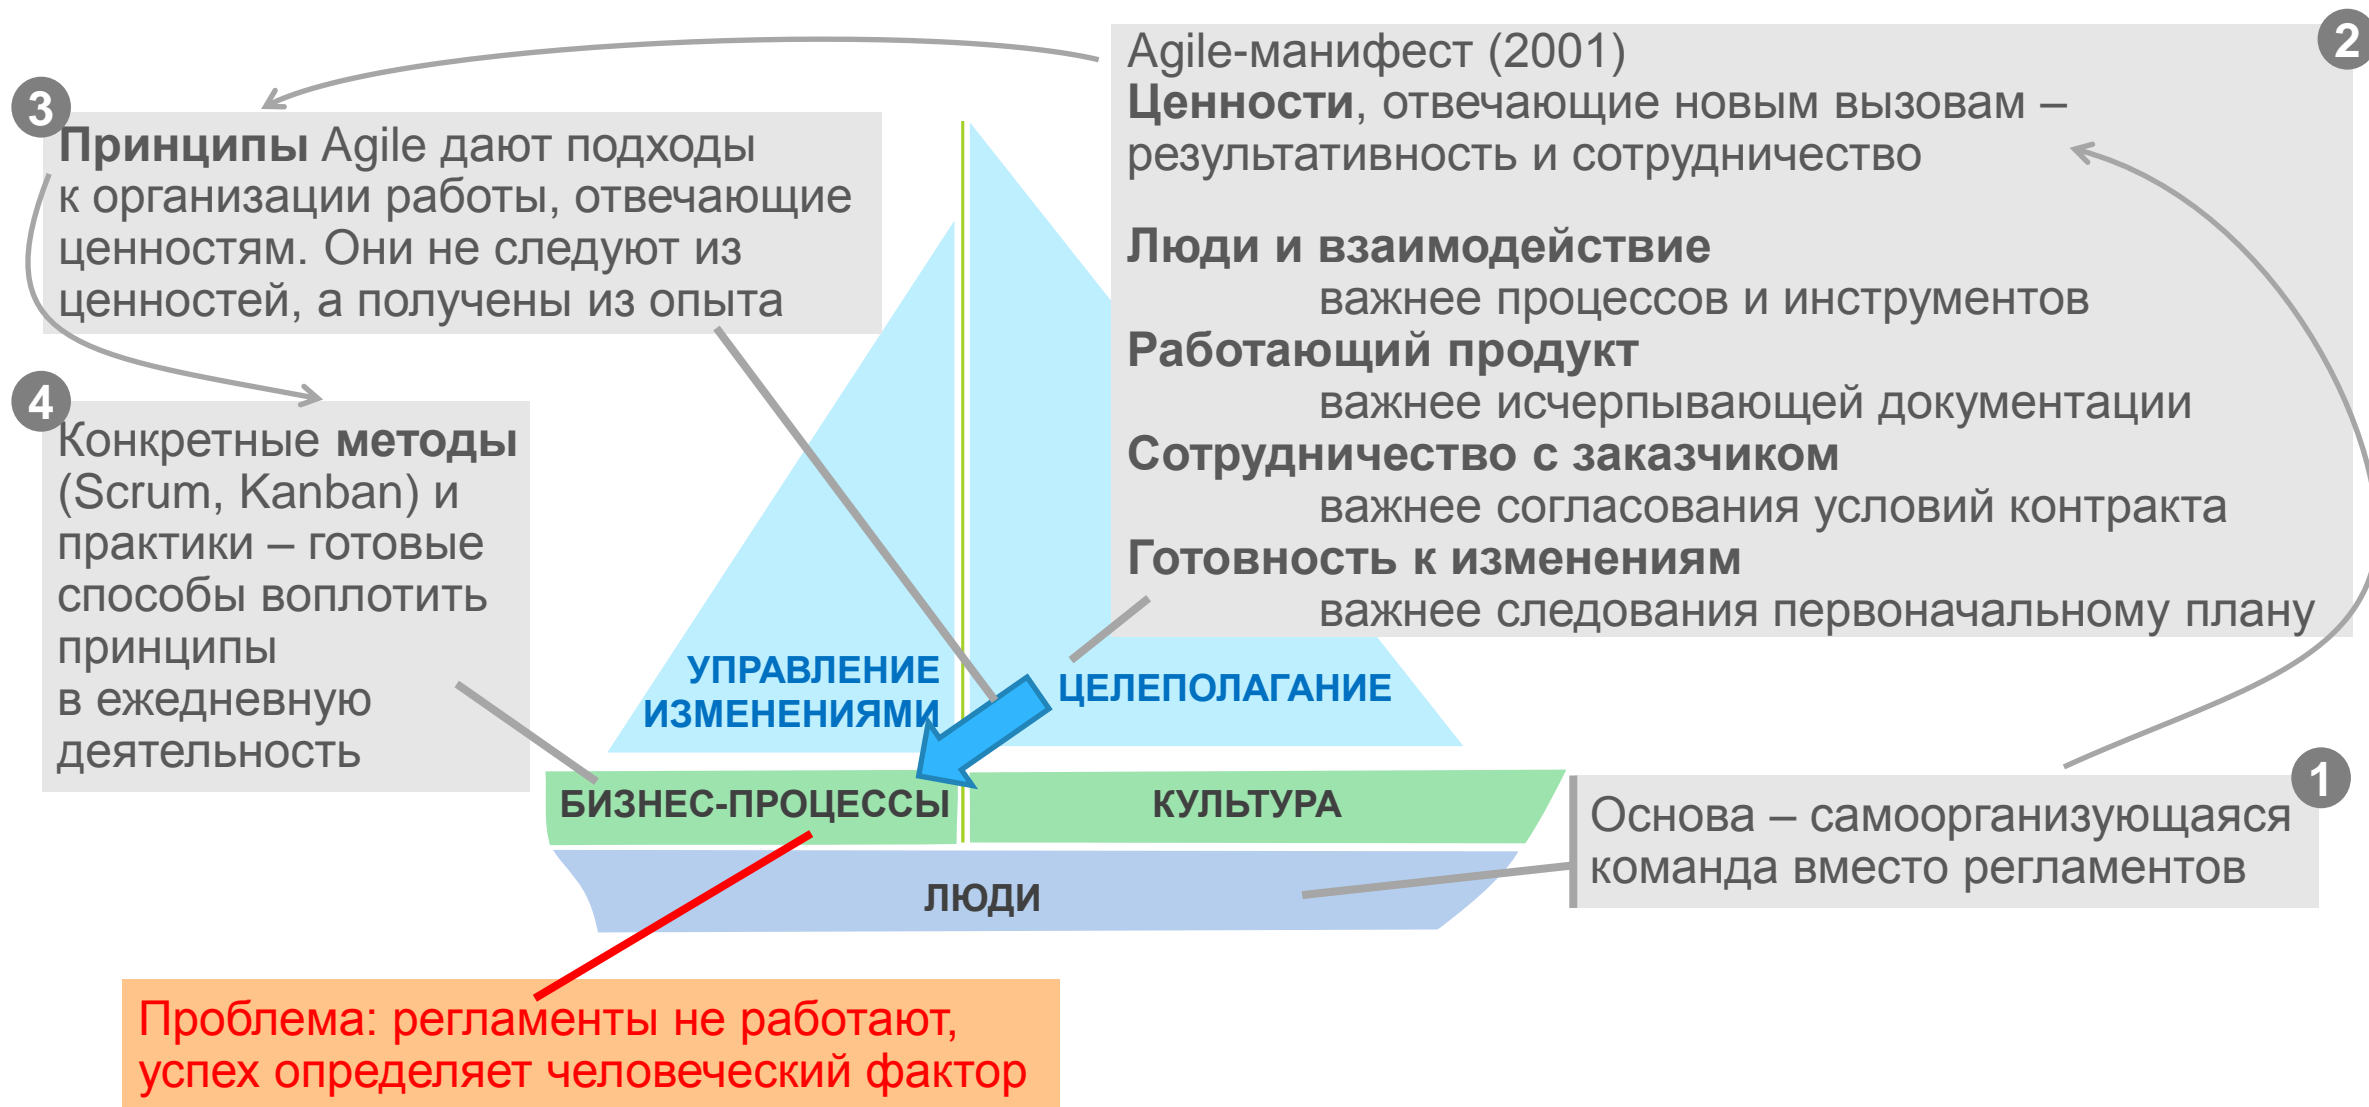 2
Agile-манифест (2001)
Ценности, отвечающие новым вызовам –
результативность и сотрудничество
Люди и взаимодействие
важнее процессов и инструментов
Работающий продукт
важнее исчерпывающей документации
Сотрудничество с заказчиком
важнее согласования условий контракта
Готовность к изменениям
важнее следования первоначальному плану
3
Принципы Agile дают подходы
к организации работы, отвечающие
ценностям. Они не следуют из
ценностей, а получены из опыта
4
Конкретные методы
(Scrum, Kanban) и
практики – готовые
способы воплотить
принципы
в ежедневную
деятельность
УПРАВЛЕНИЕ
ИЗМЕНЕНИЯМИ
ЦЕЛЕПОЛАГАНИЕ
БИЗНЕС-ПРОЦЕССЫ
КУЛЬТУРА
ЛЮДИ
1
Основа – самоорганизующаяся
команда вместо регламентов
Проблема: регламенты не работают,
успех определяет человеческий фактор